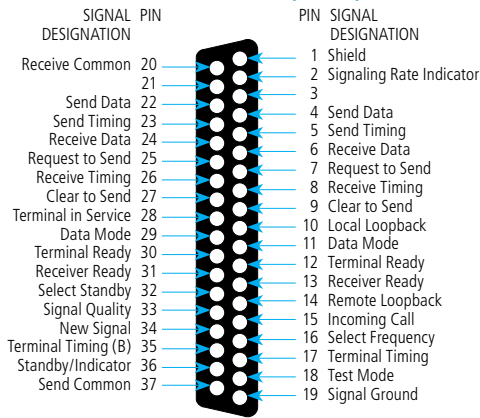 SIGNAL PIN
DESIGNATION
Receive Common 20
21
Send Data 22
Send Timing 23
Receive Data 24
Request to Send 25
Receive Timing 26
Clear to Send 27
Terminal in Service 28
Data Mode 29
Terminal Ready 30
Receiver Ready 31
Select Standby 32
Signal Quality 33
New Signal 34
Terminal Timing (B) 35
Standby/Indicator 36
Send Common 37
PIN SIGNAL
DESIGNATION
1 Shield
2 Signaling Rate Indicator
3
4 Send Data
5 Send Timing
6 Receive Data
7 Request to Send
8 Receive Timing
9 Clear to Send
10 Local Loopback
11 Data Mode
12 Terminal Ready
13 Receiver Ready
14 Remote Loopback
15 Incoming Call
16 Select Frequency
17 Terminal Timing
18 Test Mode
19 Signal Ground